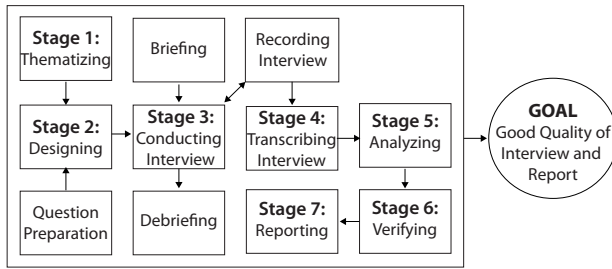 Stage 1:
Thematizing
Briefing
Recording
Interview
Stage 2:
Designing
Stage 3:
Conducting
Interview
Stage 4:
Transcribing
Interview
Stage 5:
Analyzing
GOAL
Good Quality of
Interview and
Report
Question
Preparation
Debriefing
Stage 7:
Reporting
Stage 6:
Verifying